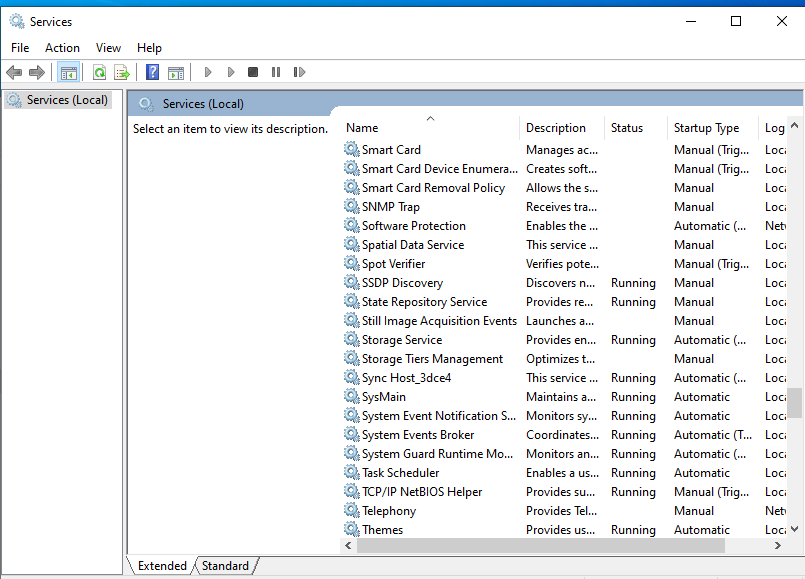 Services
File Action View Help
Services (Local)
Services (Local)
Select an item to view its description.
Name Description Status Startup Type Log
Smart Card Manages ac... Manual (Trig... Loca
Smart Card Device Enumera... Creates soft... Manual (Trig... Loca
Smart Card Removal Policy Allows the s... Manual Loca
SNMP Trap Receives tra... Manual Loca
Software Protection Enables the ... Automatic (... Netw
Spatial Data Service This service ... Manual Loca
Spot Verifier Verifies pote... Manual (Trig... Loca
SSDP Discovery Discovers n... Running Manual Loca
State Repository Service Provides re... Running Manual Loca
Still Image Acquisition Events Launches a... Manual Loca
Storage Service Provides en... Running Automatic (... Loca
Storage Tiers Management Optimizes t... Manual Loca
Sync Host_3dce4 This service ... Running Automatic (... Loca
SysMain Maintains a... Running Automatic Loca
System Event Notification S... Monitors sy... Running Automatic Loca
System Events Broker Coordinates... Running Automatic (T... Loca
System Guard Runtime Mo... Monitors an... Running Automatic (... Loca
Task Scheduler Enables a us... Running Automatic Loca
TCP/IP NetBIOS Helper Provides su... Running Manual (Trig... Loca
Telephony Provides Tel... Manual Netw
Themes Provides us... Running Automatic Loca
Extended Standard